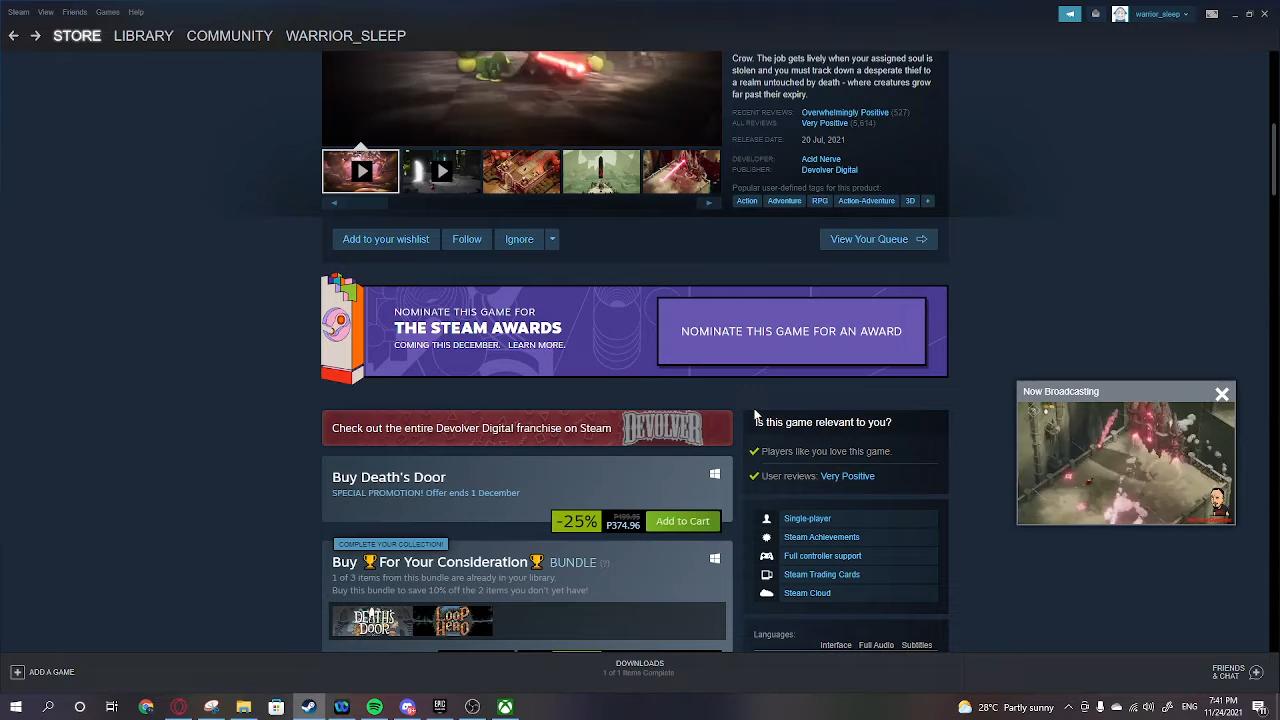 Steam View Friends Games Help
warrior_sleep
STORE LIBRARY COMMUNITY WARRIOR_SLEEP
Crow. The job gets lively when your assigned soul is
stolen and you must track down a desperate thief to
a realm untouched by death - where creatures grow
far past their expiry.
RECENT REVIEWS: Overwhelmingly Positive (527)
ALL REVIEWS: Very Positive (5,614)
RELEASE DATE: 20 Jul, 2021
DEVELOPER: Acid Nerve
PUBLISHER: Devolver Digital
Popular user-defined tags for this product:
Action Adventure RPG Action-Adventure 3D +
Add to your wishlist Follow Ignore View Your Queue
NOMINATE THIS GAME FOR
THE STEAM AWARDS
COMING THIS DECEMBER. LEARN MORE.
NOMINATE THIS GAME FOR AN AWARD
Now Broadcasting
Check out the entire Devolver Digital franchise on Steam DEVOLVER
Is this game relevant to you?
Players like you love this game.
User reviews: Very Positive
Buy Death's Door
SPECIAL PROMOTION! Offer ends 1 December
-25% P499.95 P374.96 Add to Cart
COMPLETE YOUR COLLECTION!
Buy 🏆For Your Consideration🏆 BUNDLE (?)
1 of 3 items from this bundle are already in your library.
Buy this bundle to save 10% off the 2 items you don't yet have!
DEATH'S DOOR LOOP HERO
Single-player
Steam Achievements
Full controller support
Steam Trading Cards
Steam Cloud
Languages:
Interface Full Audio Subtitles
ADD A GAME
DOWNLOADS
1 of 1 Items Complete
FRIENDS
& CHAT
EPIC
28°C Partly sunny
7:41 PM
11/24/2021